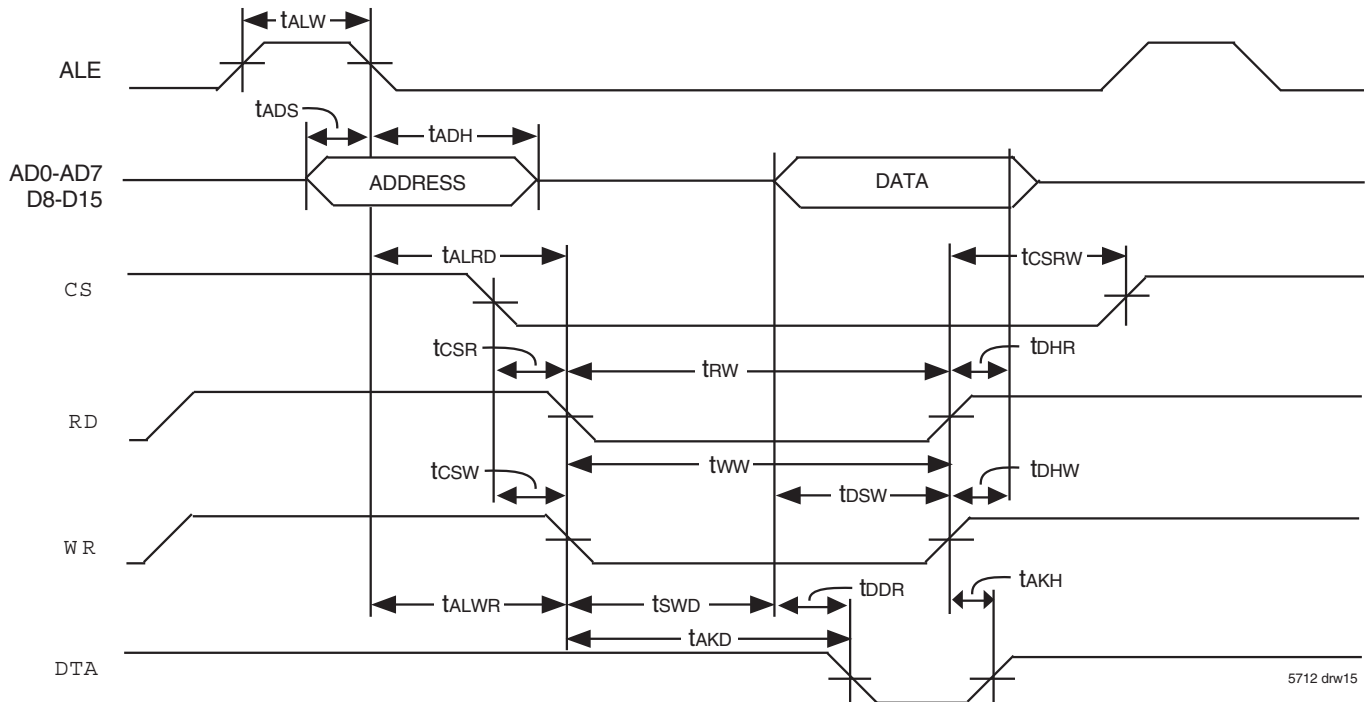 tALW
ALE
tADS
tADH
AD0-AD7
D8-D15
ADDRESS
DATA
tALRD
tCSRW
CS
tCSR
tRW
tDHR
RD
tCSW
tWW
tDHW
tDSW
WR
tALWR
tSWD
tDDR
tAKH
tAKD
DTA
5712 drw15